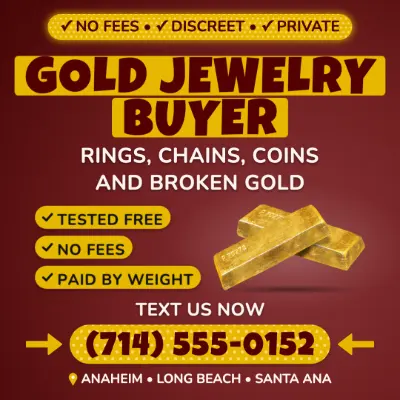 ✓ NO FEES • ✓ DISCREET • ✓ PRIVATE
GOLD JEWELRY
BUYER
RINGS, CHAINS, COINS
AND BROKEN GOLD
✓ TESTED FREE
✓ NO FEES
✓ PAID BY WEIGHT
TEXT US NOW
(714) 555-0152
ANAHEIM • LONG BEACH • SANTA ANA